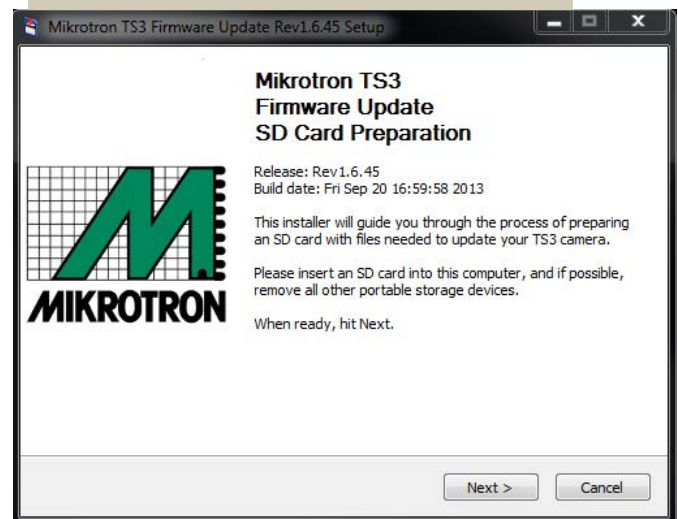 Mikrotron TS3 Firmware Update Rev1.6.45 Setup
Mikrotron TS3
Firmware Update
SD Card Preparation
Release: Rev1.6.45
Build date: Fri Sep 20 16:59:58 2013
This installer will guide you through the process of preparing
an SD card with files needed to update your TS3 camera.
Please insert an SD card into this computer, and if possible,
remove all other portable storage devices.
When ready, hit Next.
MIKROTRON
Next >
Cancel